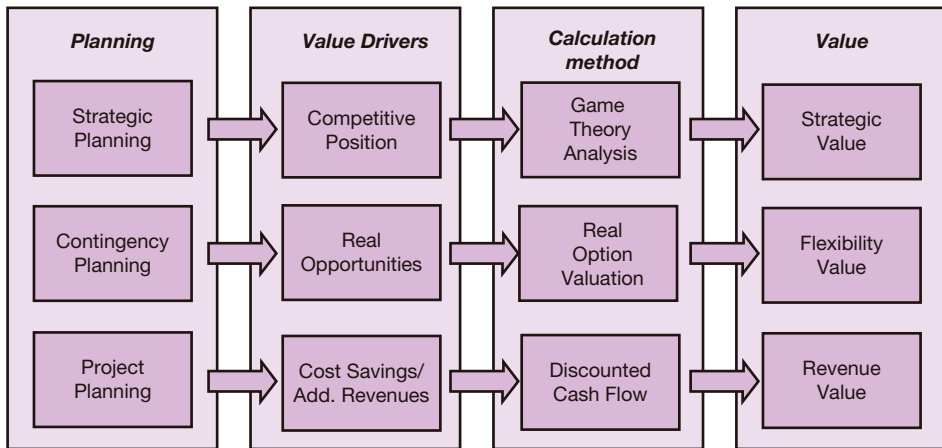 Planning
Value Drivers
Calculation
method
Value
Strategic
Planning
Competitive
Position
Game
Theory
Analysis
Strategic
Value
Contingency
Planning
Real
Opportunities
Real
Option
Valuation
Flexibility
Value
Project
Planning
Cost Savings/
Add. Revenues
Discounted
Cash Flow
Revenue
Value